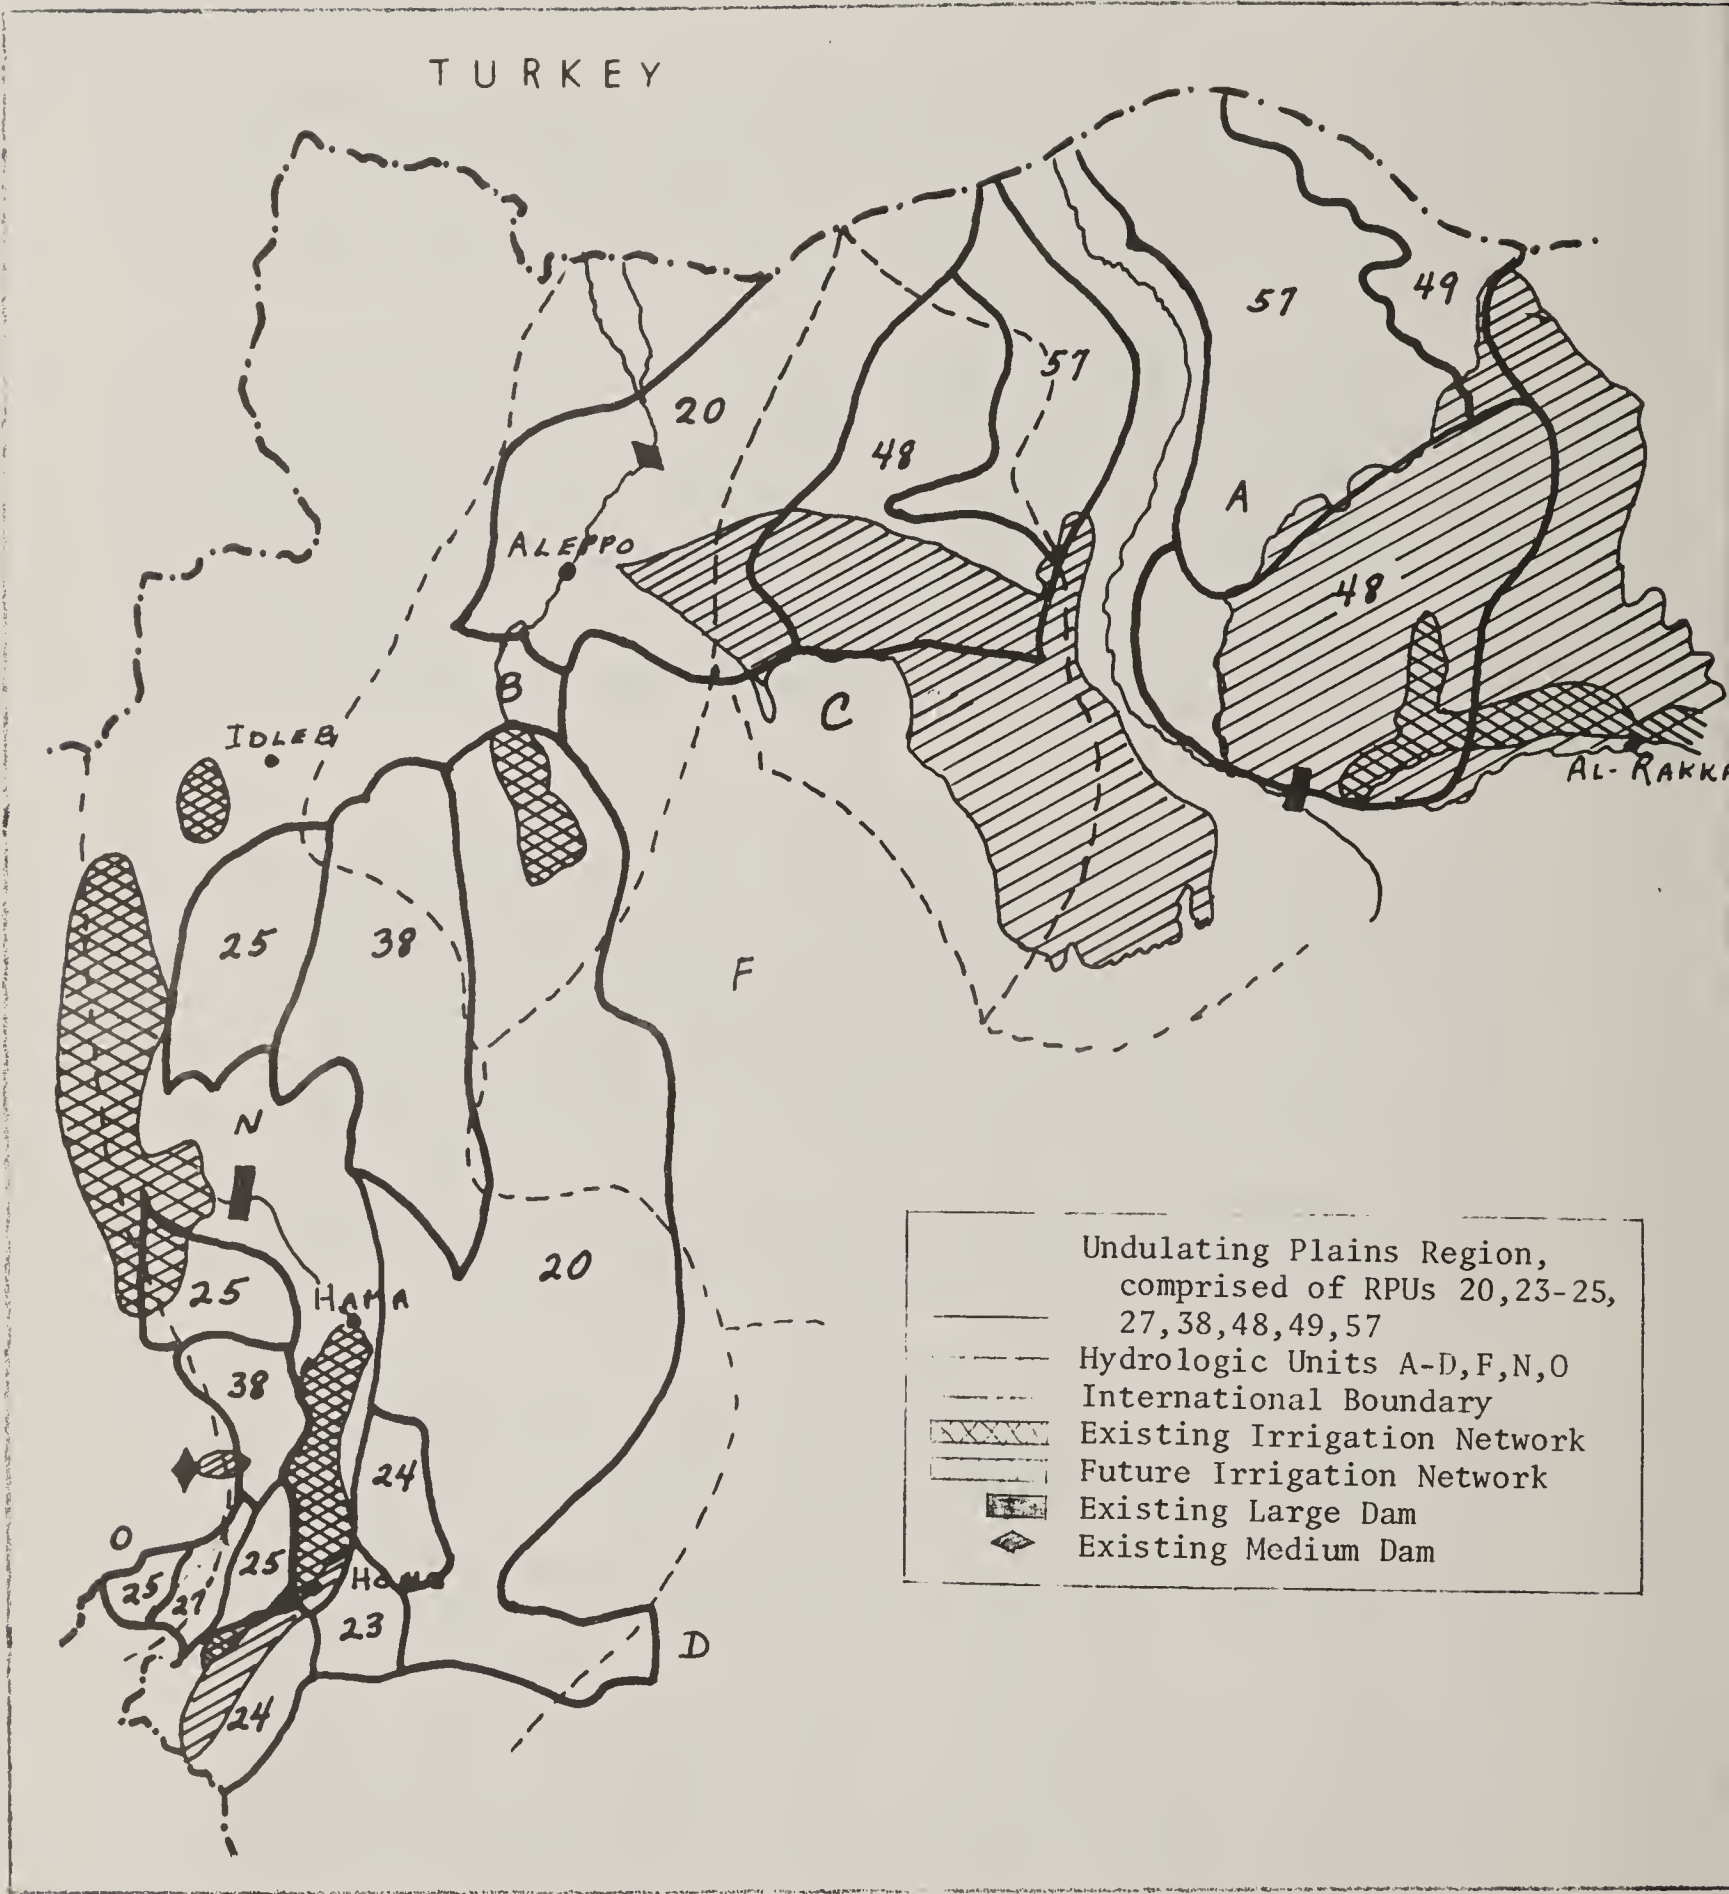 TURKEY
57
49
57
20
48
A
ALEPPO
48
B
C
IDLEB
AL-RAKKA
25
38
F
N
20
25
HAMA
38
24
O
25
25
27
HOMS
23
D
24
Undulating Plains Region,
comprised of RPUs 20,23-25,
27,38,48,49,57
Hydrologic Units A-D,F,N,O
International Boundary
Existing Irrigation Network
Future Irrigation Network
Existing Large Dam
Existing Medium Dam